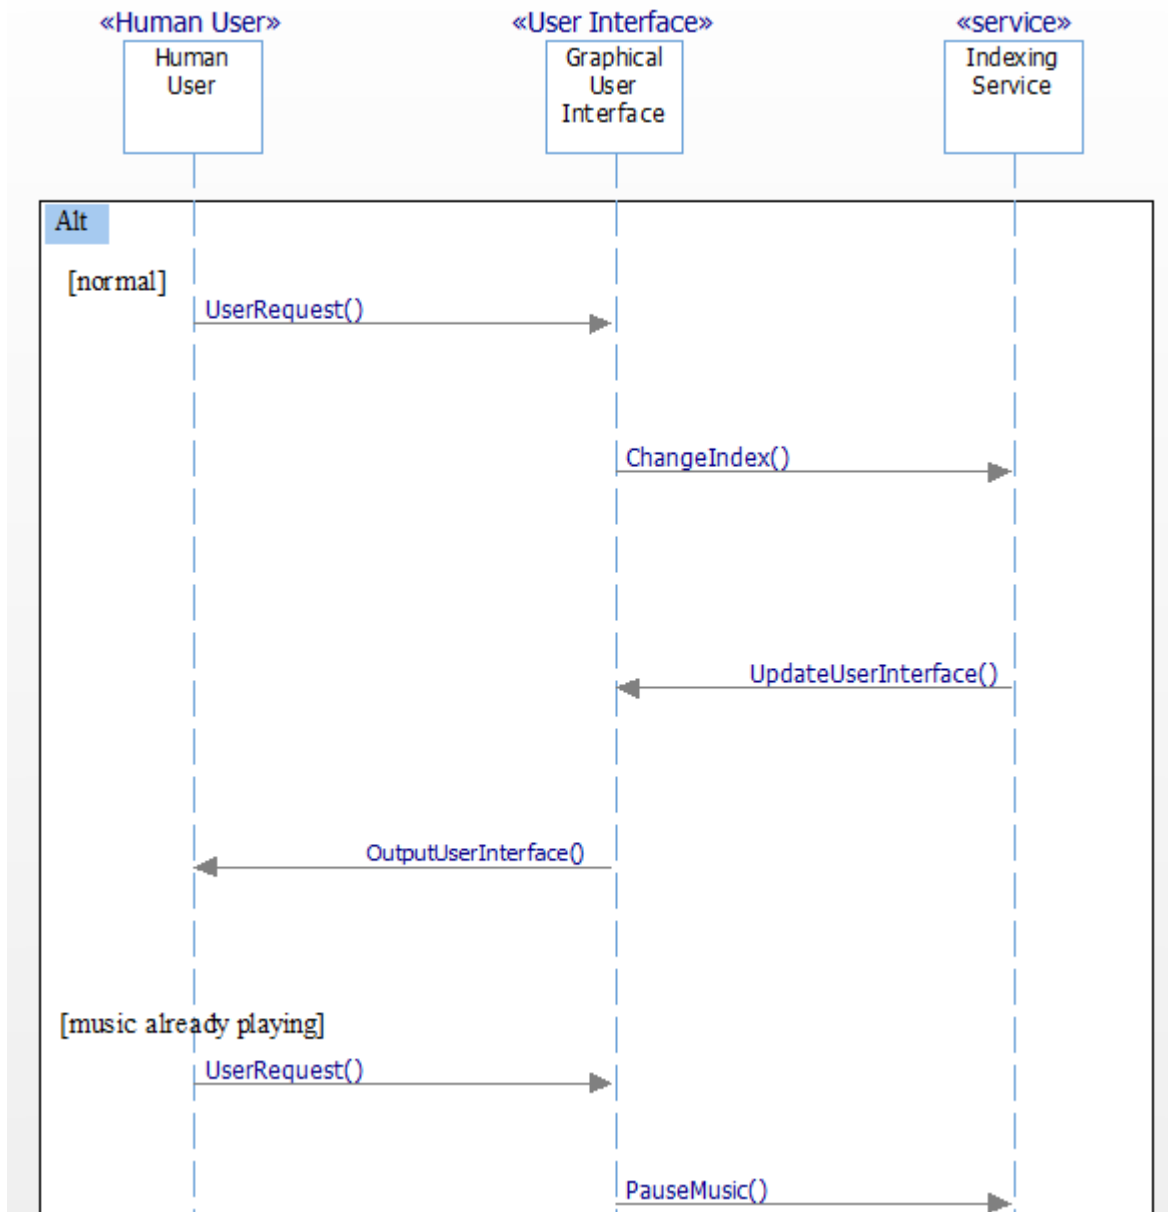 «Human User»
«User Interface»
«service»
Human
User
Graphical
User
Interface
Indexing
Service
Alt
[normal]
UserRequest()
ChangeIndex()
UpdateUserInterface()
OutputUserInterface()
[music already playing]
UserRequest()
PauseMusic()